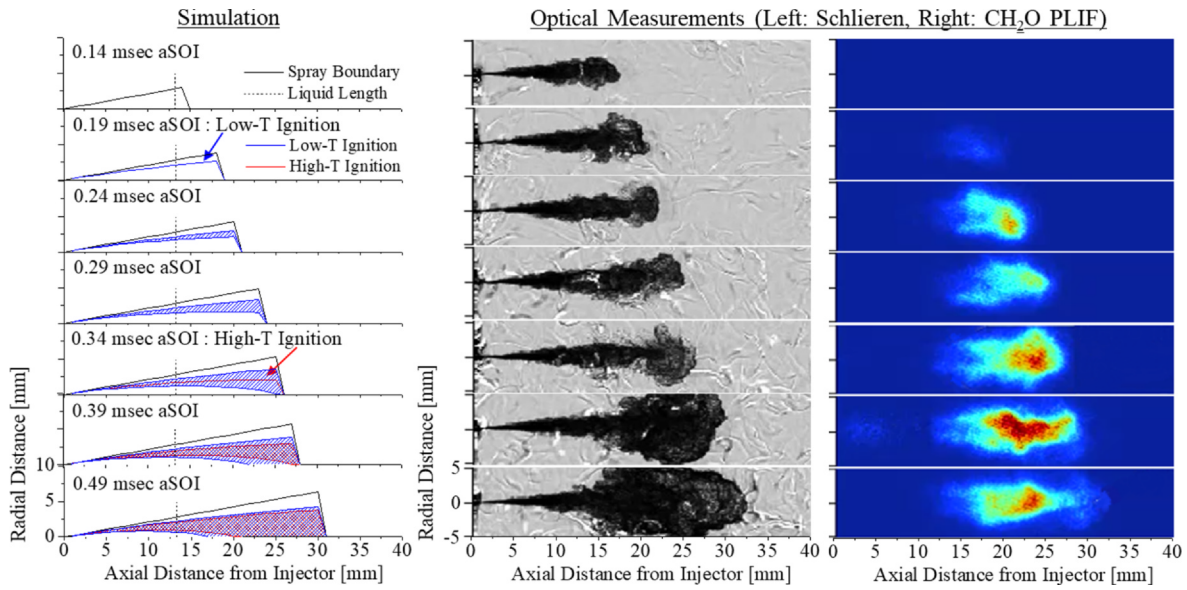 Simulation
Optical Measurements (Left: Schlieren, Right: CH2O PLIF)
0.14 msec aSOI
Spray Boundary
Liquid Length
0.19 msec aSOI : Low-T Ignition
Low-T Ignition
High-T Ignition
0.24 msec aSOI
0.29 msec aSOI
0.34 msec aSOI : High-T Ignition
0.39 msec aSOI
0.49 msec aSOI
Radial Distance [mm]
10
5
0
0 5 10 15 20 25 30 35 40
Axial Distance from Injector [mm]
Radial Distance [mm]
5
0
-5
0 5 10 15 20 25 30 35 40
Axial Distance from Injector [mm]
0 5 10 15 20 25 30 35 40
Axial Distance from Injector [mm]